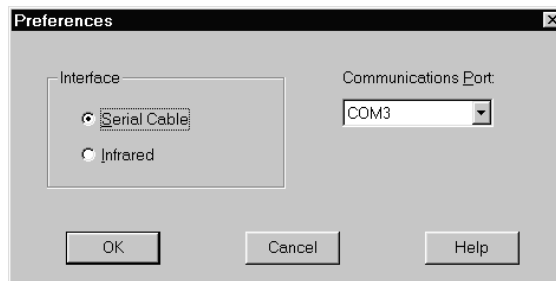 Preferences
Interface
Serial Cable
Infrared
Communications Port:
COM3
OK
Cancel
Help